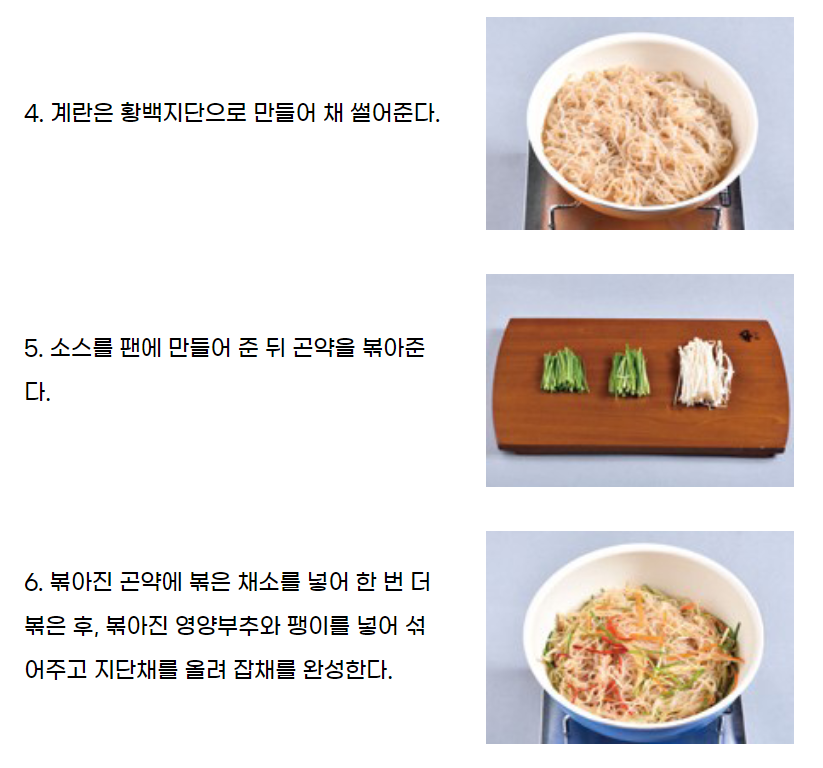 4. 계란은 황백지단으로 만들어 채 썰어준다.
5. 소스를 팬에 만들어 준 뒤 곤약을 볶아준
다.
6. 볶아진 곤약에 볶은 채소를 넣어 한 번 더
볶은 후, 볶아진 영양부추와 팽이를 넣어 섞
어주고 지단채를 올려 잡채를 완성한다.